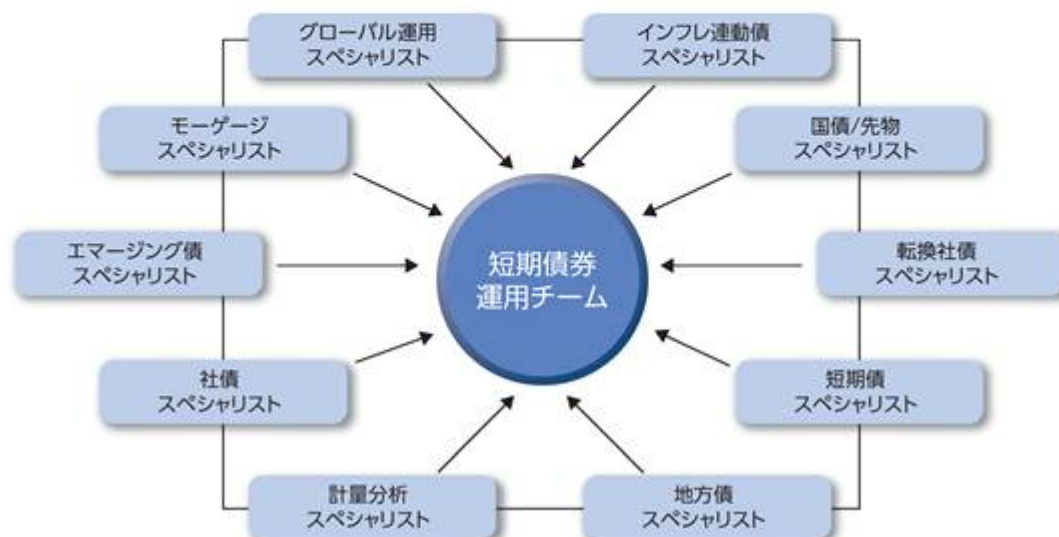 グローバル運用
スペシャリスト
インフレ連動債
スペシャリスト
モーゲージ
スペシャリスト
国債/先物
スペシャリスト
エマージング債
スペシャリスト
短期債券
運用チーム
転換社債
スペシャリスト
社債
スペシャリスト
短期債
スペシャリスト
計量分析
スペシャリスト
地方債
スペシャリスト